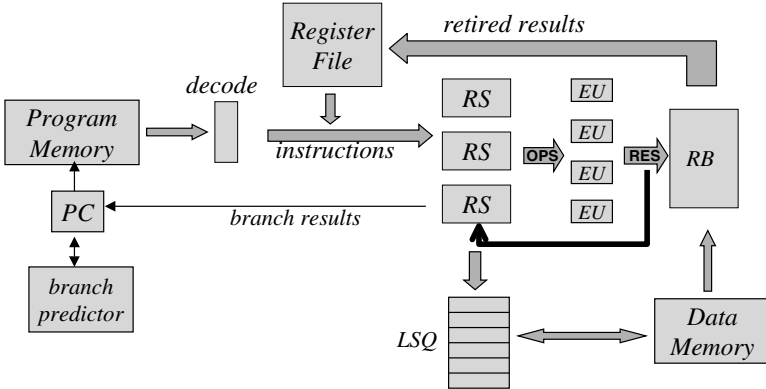 retired results
Register
File
decode
Program
Memory
instructions
RS
RS
RS
OPS
EU
EU
EU
EU
RES
RB
PC
branch results
branch
predictor
LSQ
Data
Memory